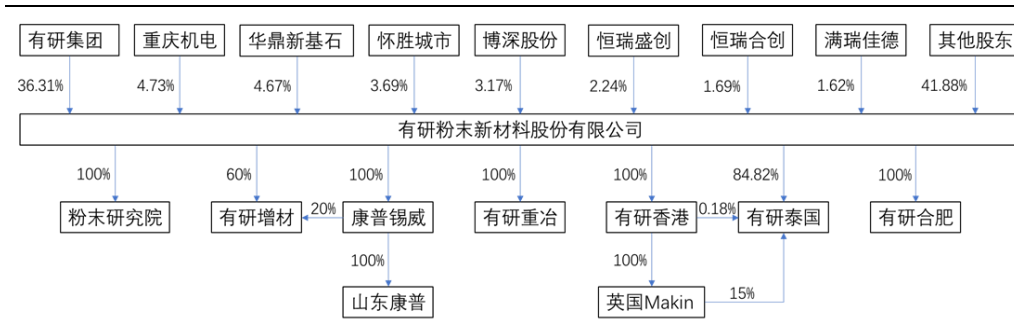 有研集团 重庆机电 华鼎新基石 怀胜城市 博深股份 恒瑞盛创 恒瑞合创 满瑞佳德 其他股东
36.31% 4.73% 4.67% 3.69% 3.17% 2.24% 1.69% 1.62% 41.88%
有研粉末新材料股份有限公司
100% 60% 100% 100% 100% 84.82% 100%
粉末研究院 有研增材 20% 康普锡威 有研重冶 有研香港 0.18% 有研泰国 有研合肥
100% 100%
山东康普 英国Makin 15%